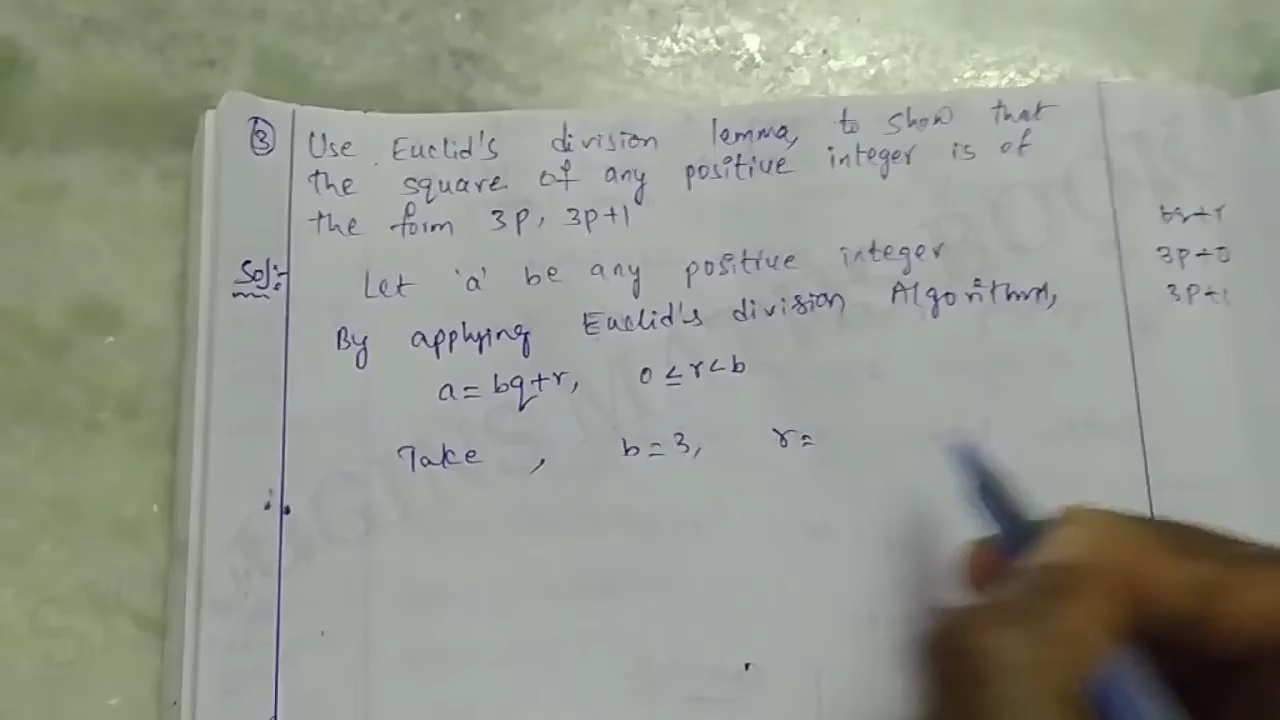 ③ Use Euclid's division lemma, to show that
the square of any positive integer is of
the form 3p, 3p+1
Sol:- Let 'a' be any positive integer
By applying Euclid's division Algorithm,
a = bq+r, 0 ≤ r < b
Take , b = 3, r =
3p+0
3p+1